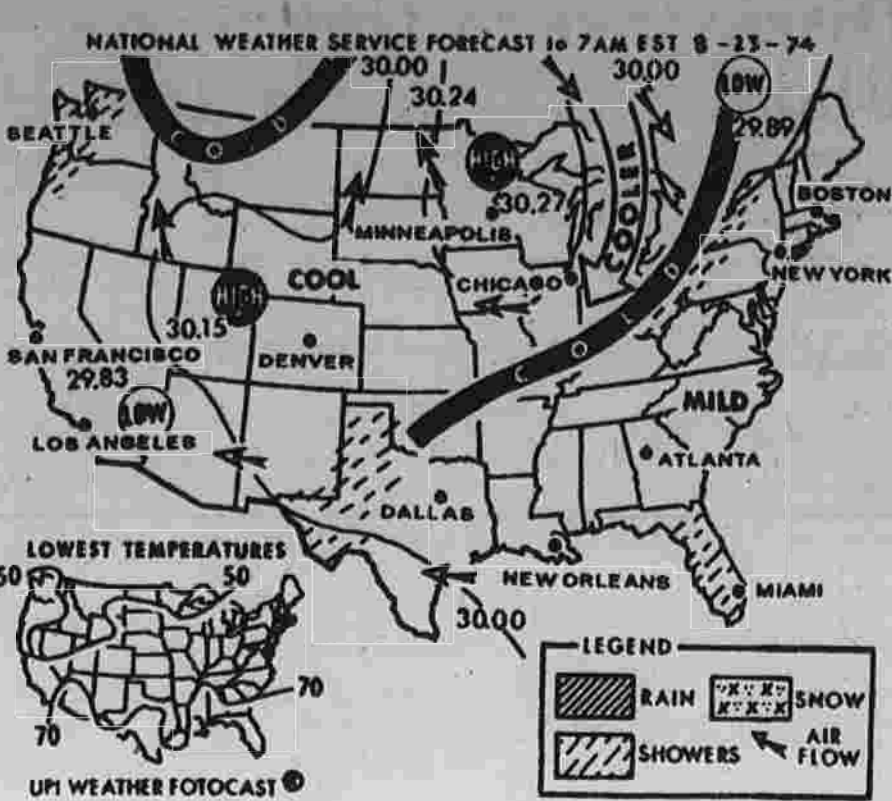 NATIONAL WEATHER SERVICE FORECAST to 7AM EST 8-23-74
30.00
30.24
30.00
LOW
29.89
SEATTLE
COLD
HIGH
30.27
COOLER
BOSTON
MINNEAPOLIS
NEW YORK
COOL
CHICAGO
HIGH
30.15
DENVER
COLD
SAN FRANCISCO
29.83
LOW
LOS ANGELES
MILD
ATLANTA
DALLAS
NEW ORLEANS
MIAMI
30.00
LOWEST TEMPERATURES
50
50
70
70
LEGEND
RAIN
SNOW
SHOWERS
AIR FLOW
UPI WEATHER FOTOCAST